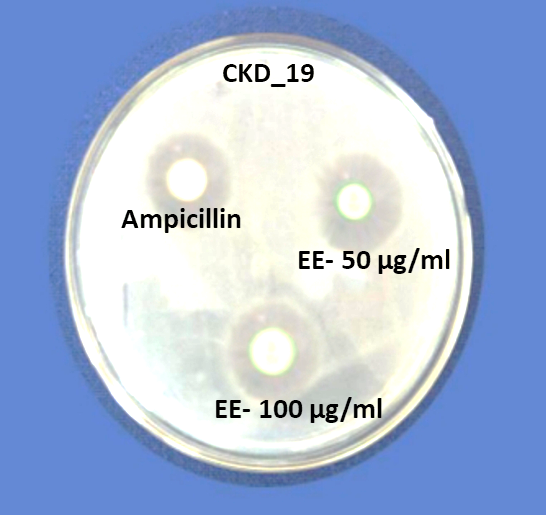 CKD_19
Ampicillin
EE- 50 µg/ml
EE- 100 µg/ml